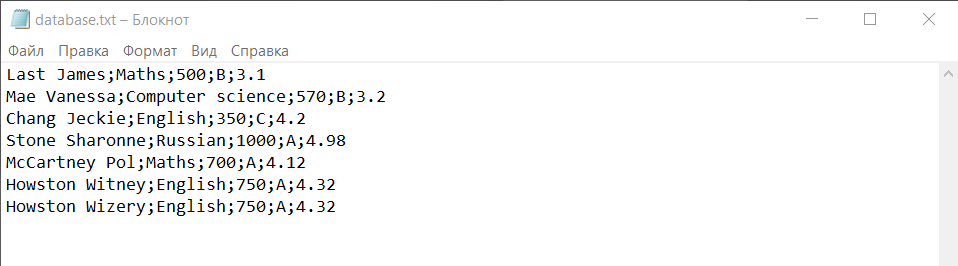 database.txt – Блокнот
Файл Правка Формат Вид Справка
Last James;Maths;500;B;3.1
Mae Vanessa;Computer science;570;B;3.2
Chang Jeckie;English;350;C;4.2
Stone Sharonne;Russian;1000;A;4.98
McCartney Pol;Maths;700;A;4.12
Howston Witney;English;750;A;4.32
Howston Wizery;English;750;A;4.32